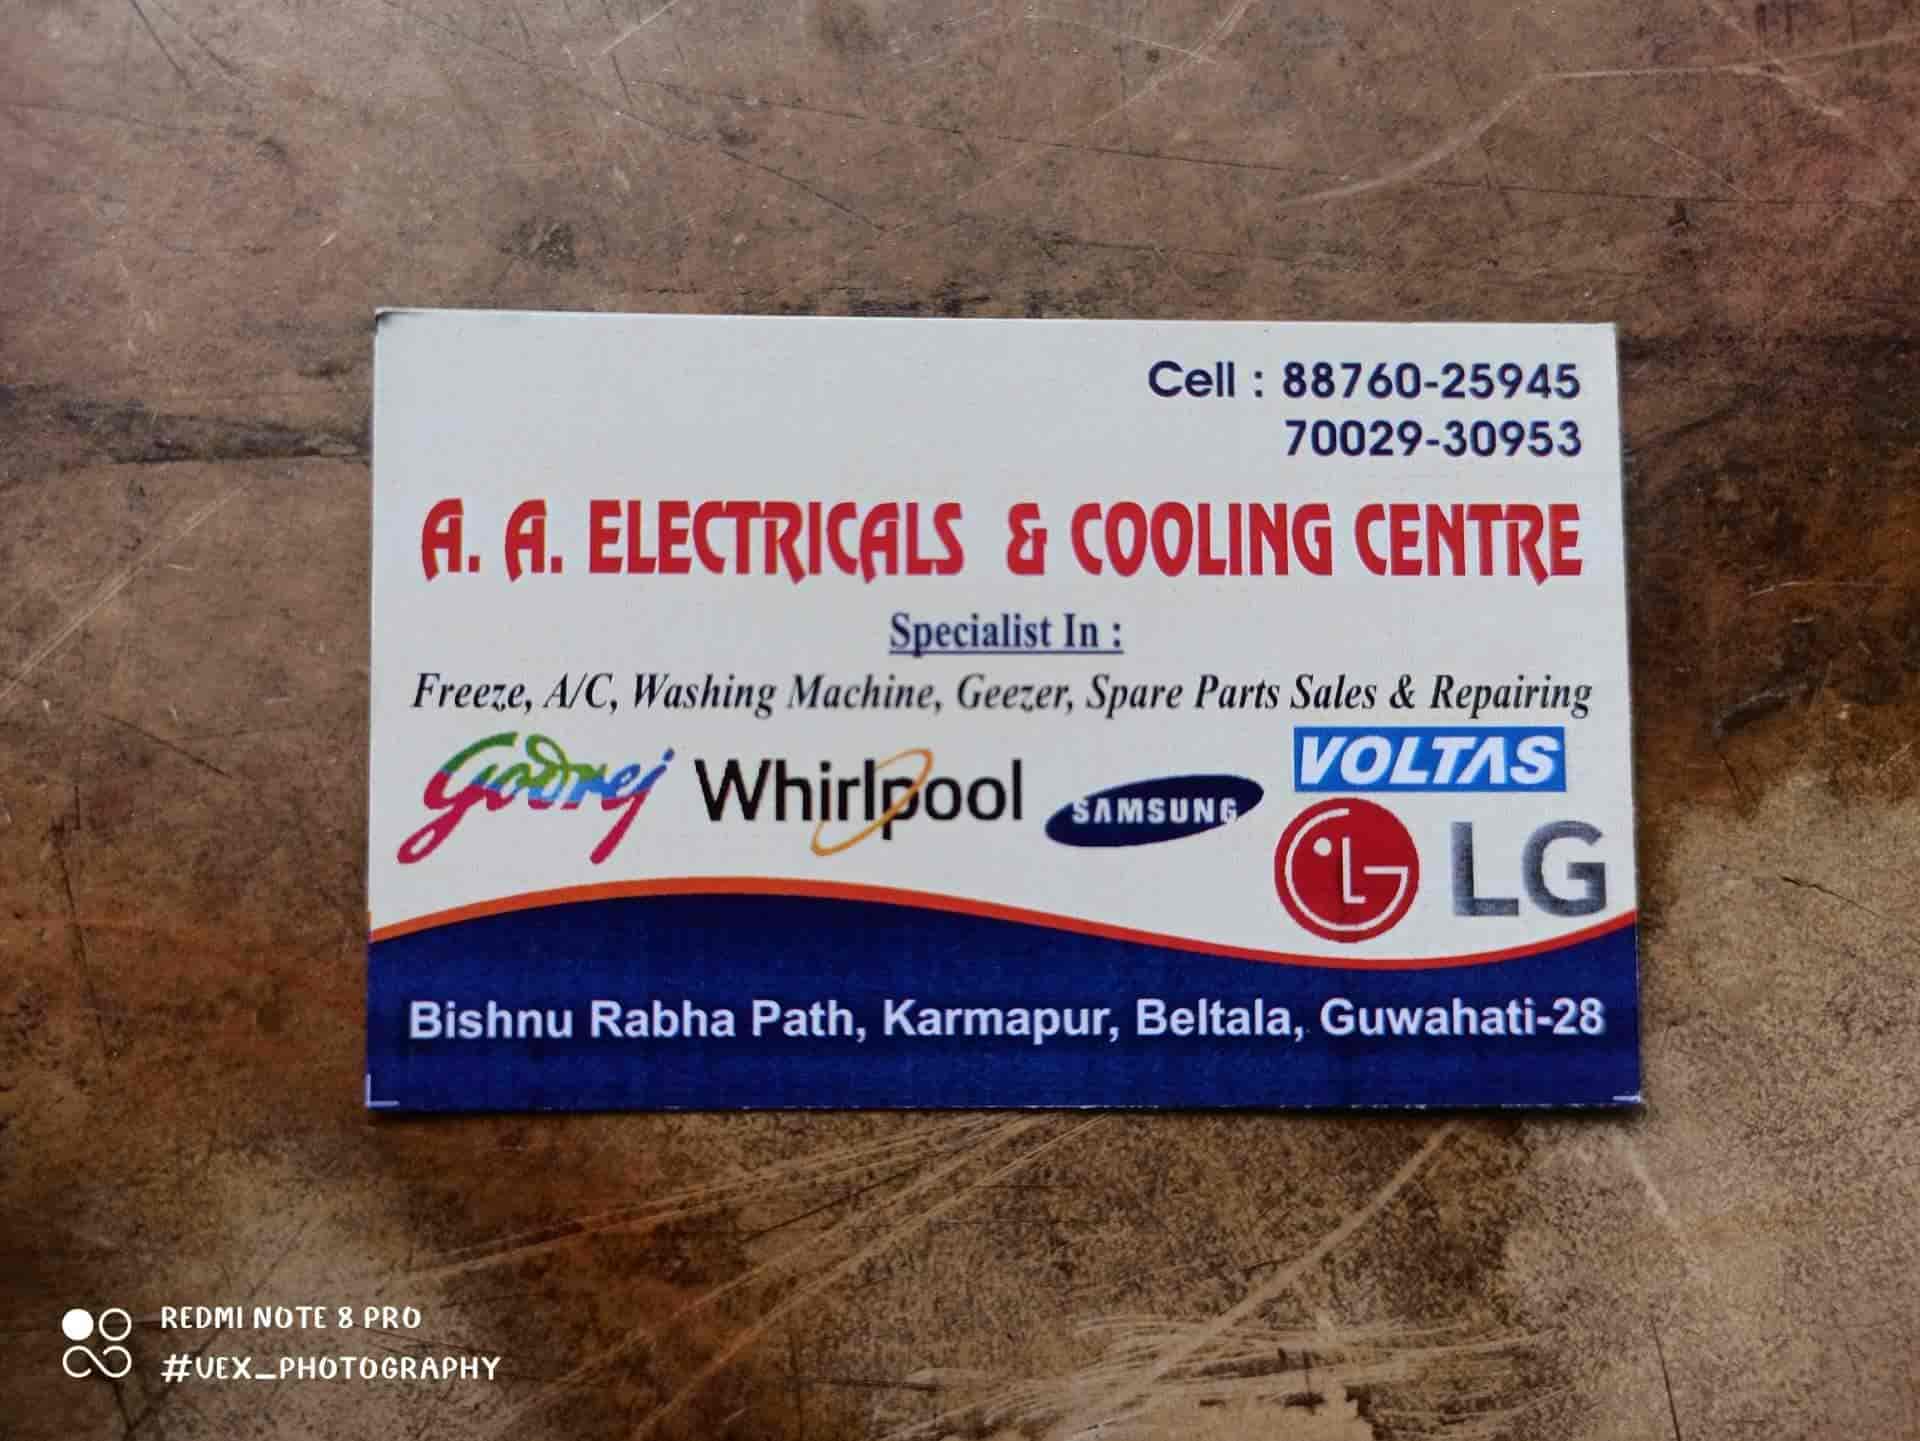 Cell : 88760-25945
70029-30953
A. A. ELECTRICALS & COOLING CENTRE
Specialist In :
Freeze, A/C, Washing Machine, Geezer, Spare Parts Sales & Repairing
Godrej Whirlpool SAMSUNG VOLTAS
LG
Bishnu Rabha Path, Karmapur, Beltala, Guwahati-28
REDMI NOTE 8 PRO
#VEX_PHOTOGRAPHY